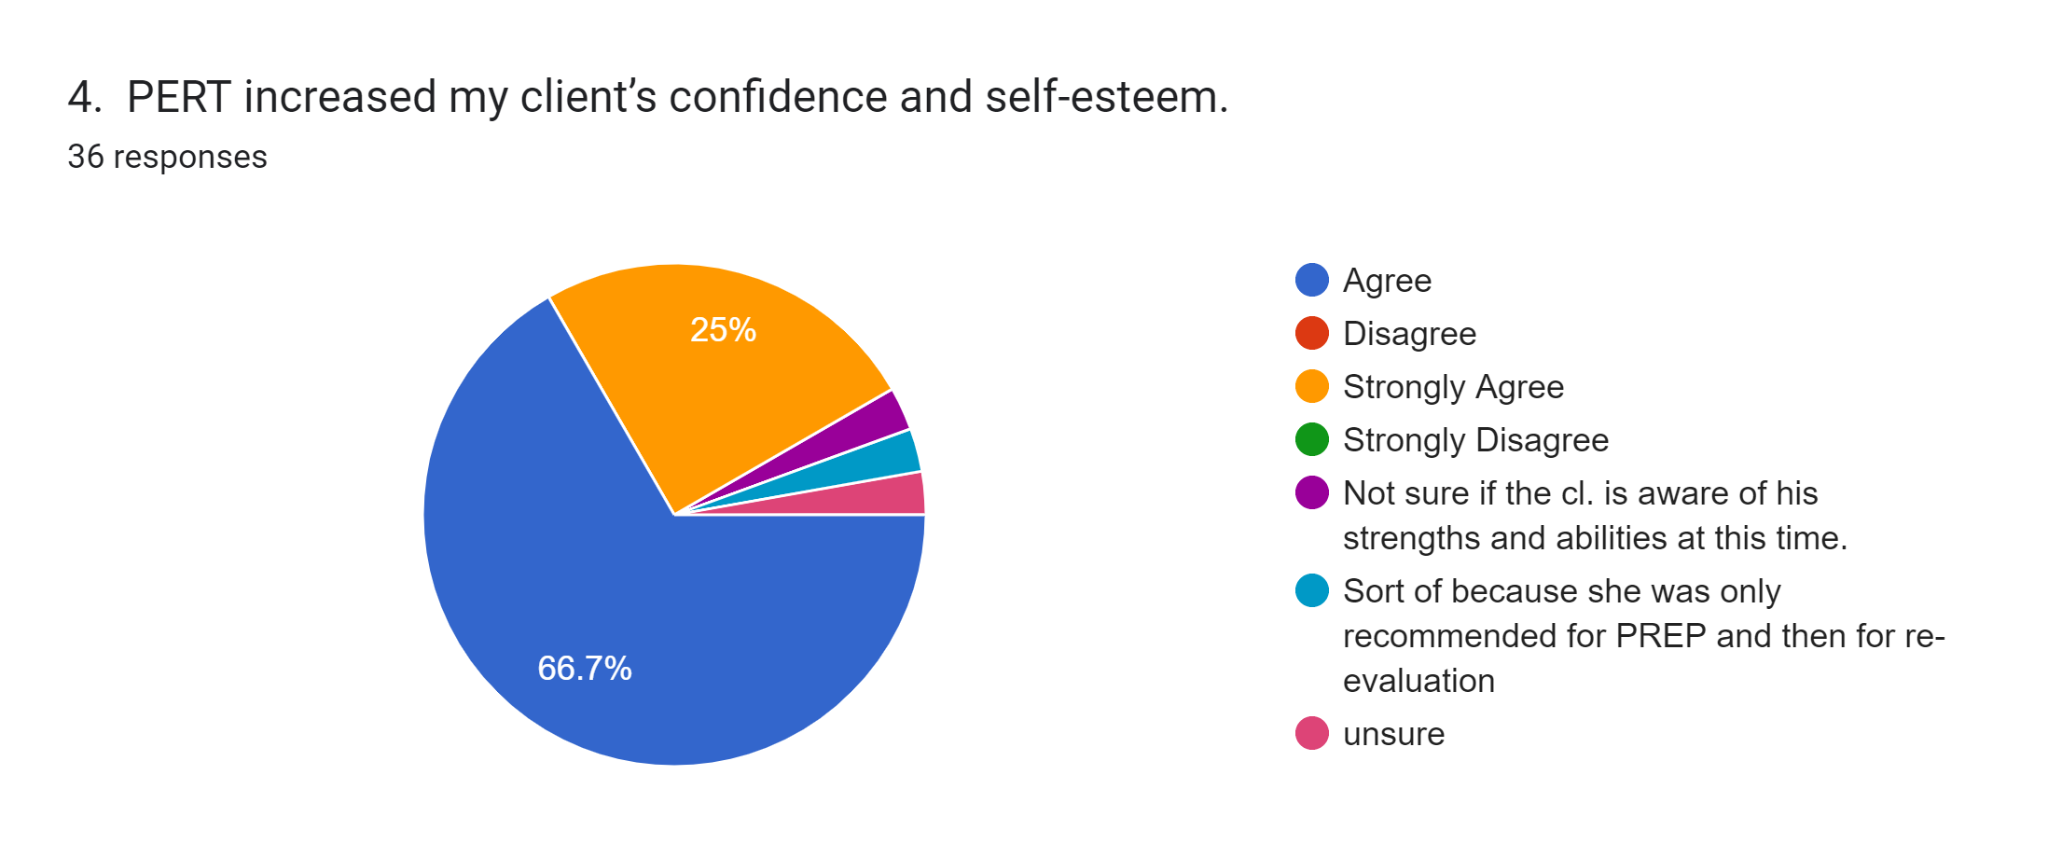 4.  PERT increased my client’s confidence and self-esteem.
36 responses
25%
66.7%
Agree
Disagree
Strongly Agree
Strongly Disagree
Not sure if the cl. is aware of his
strengths and abilities at this time.
Sort of because she was only
recommended for PREP and then for re-
evaluation
unsure